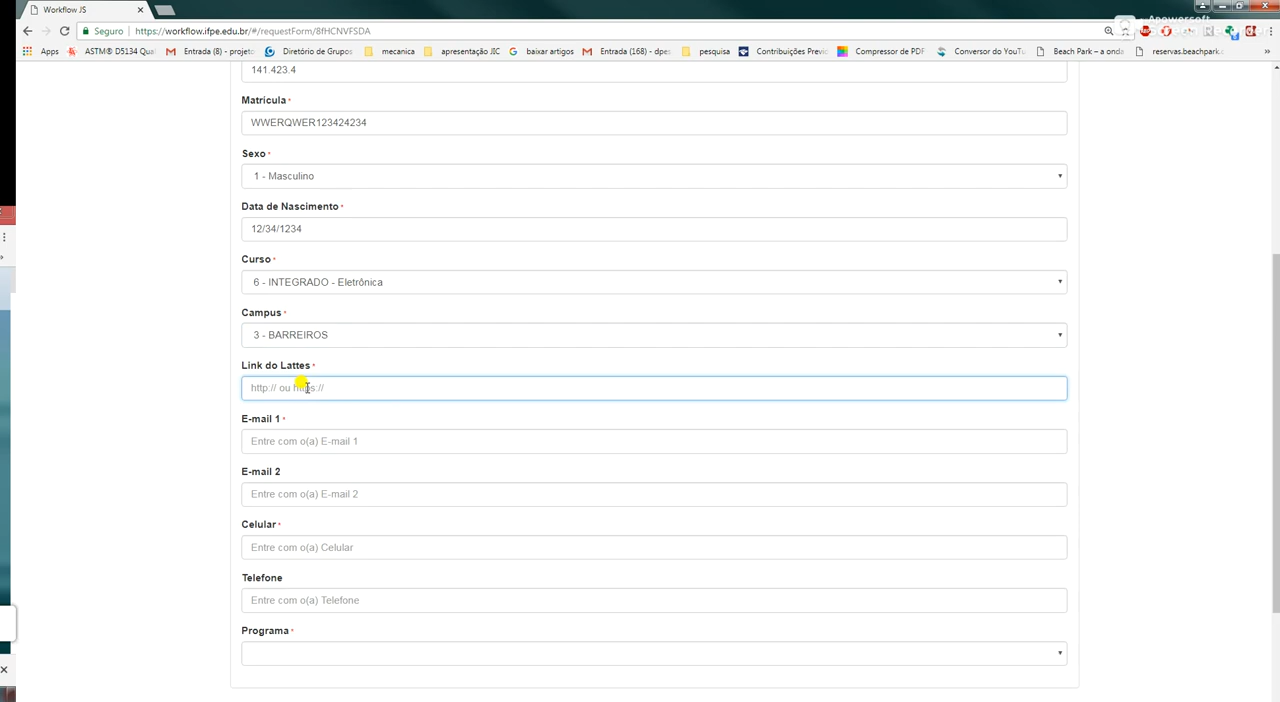 Workflow JS
Apowersoft
Seguro https://workflow.ifpe.edu.br/#/requestForm/8fHCNVFSDA
Apps ASTM® D5134 Qual Entrada (8) - projeto Diretório de Grupos mecanica apresentação JIC baixar artigos Entrada (168) - dpes pesquisa Contribuições Previc Compressor de PDF Conversor do YouTu Beach Park – a onda reservas.beachpark. »
141.423.4
Matrícula *
WWERQWER123424234
Sexo *
1 - Masculino
Data de Nascimento *
12/34/1234
Curso *
6 - INTEGRADO - Eletrônica
Campus *
3 - BARREIROS
Link do Lattes *
http:// ou https://
E-mail 1 *
Entre com o(a) E-mail 1
E-mail 2
Entre com o(a) E-mail 2
Celular *
Entre com o(a) Celular
Telefone
Entre com o(a) Telefone
Programa *